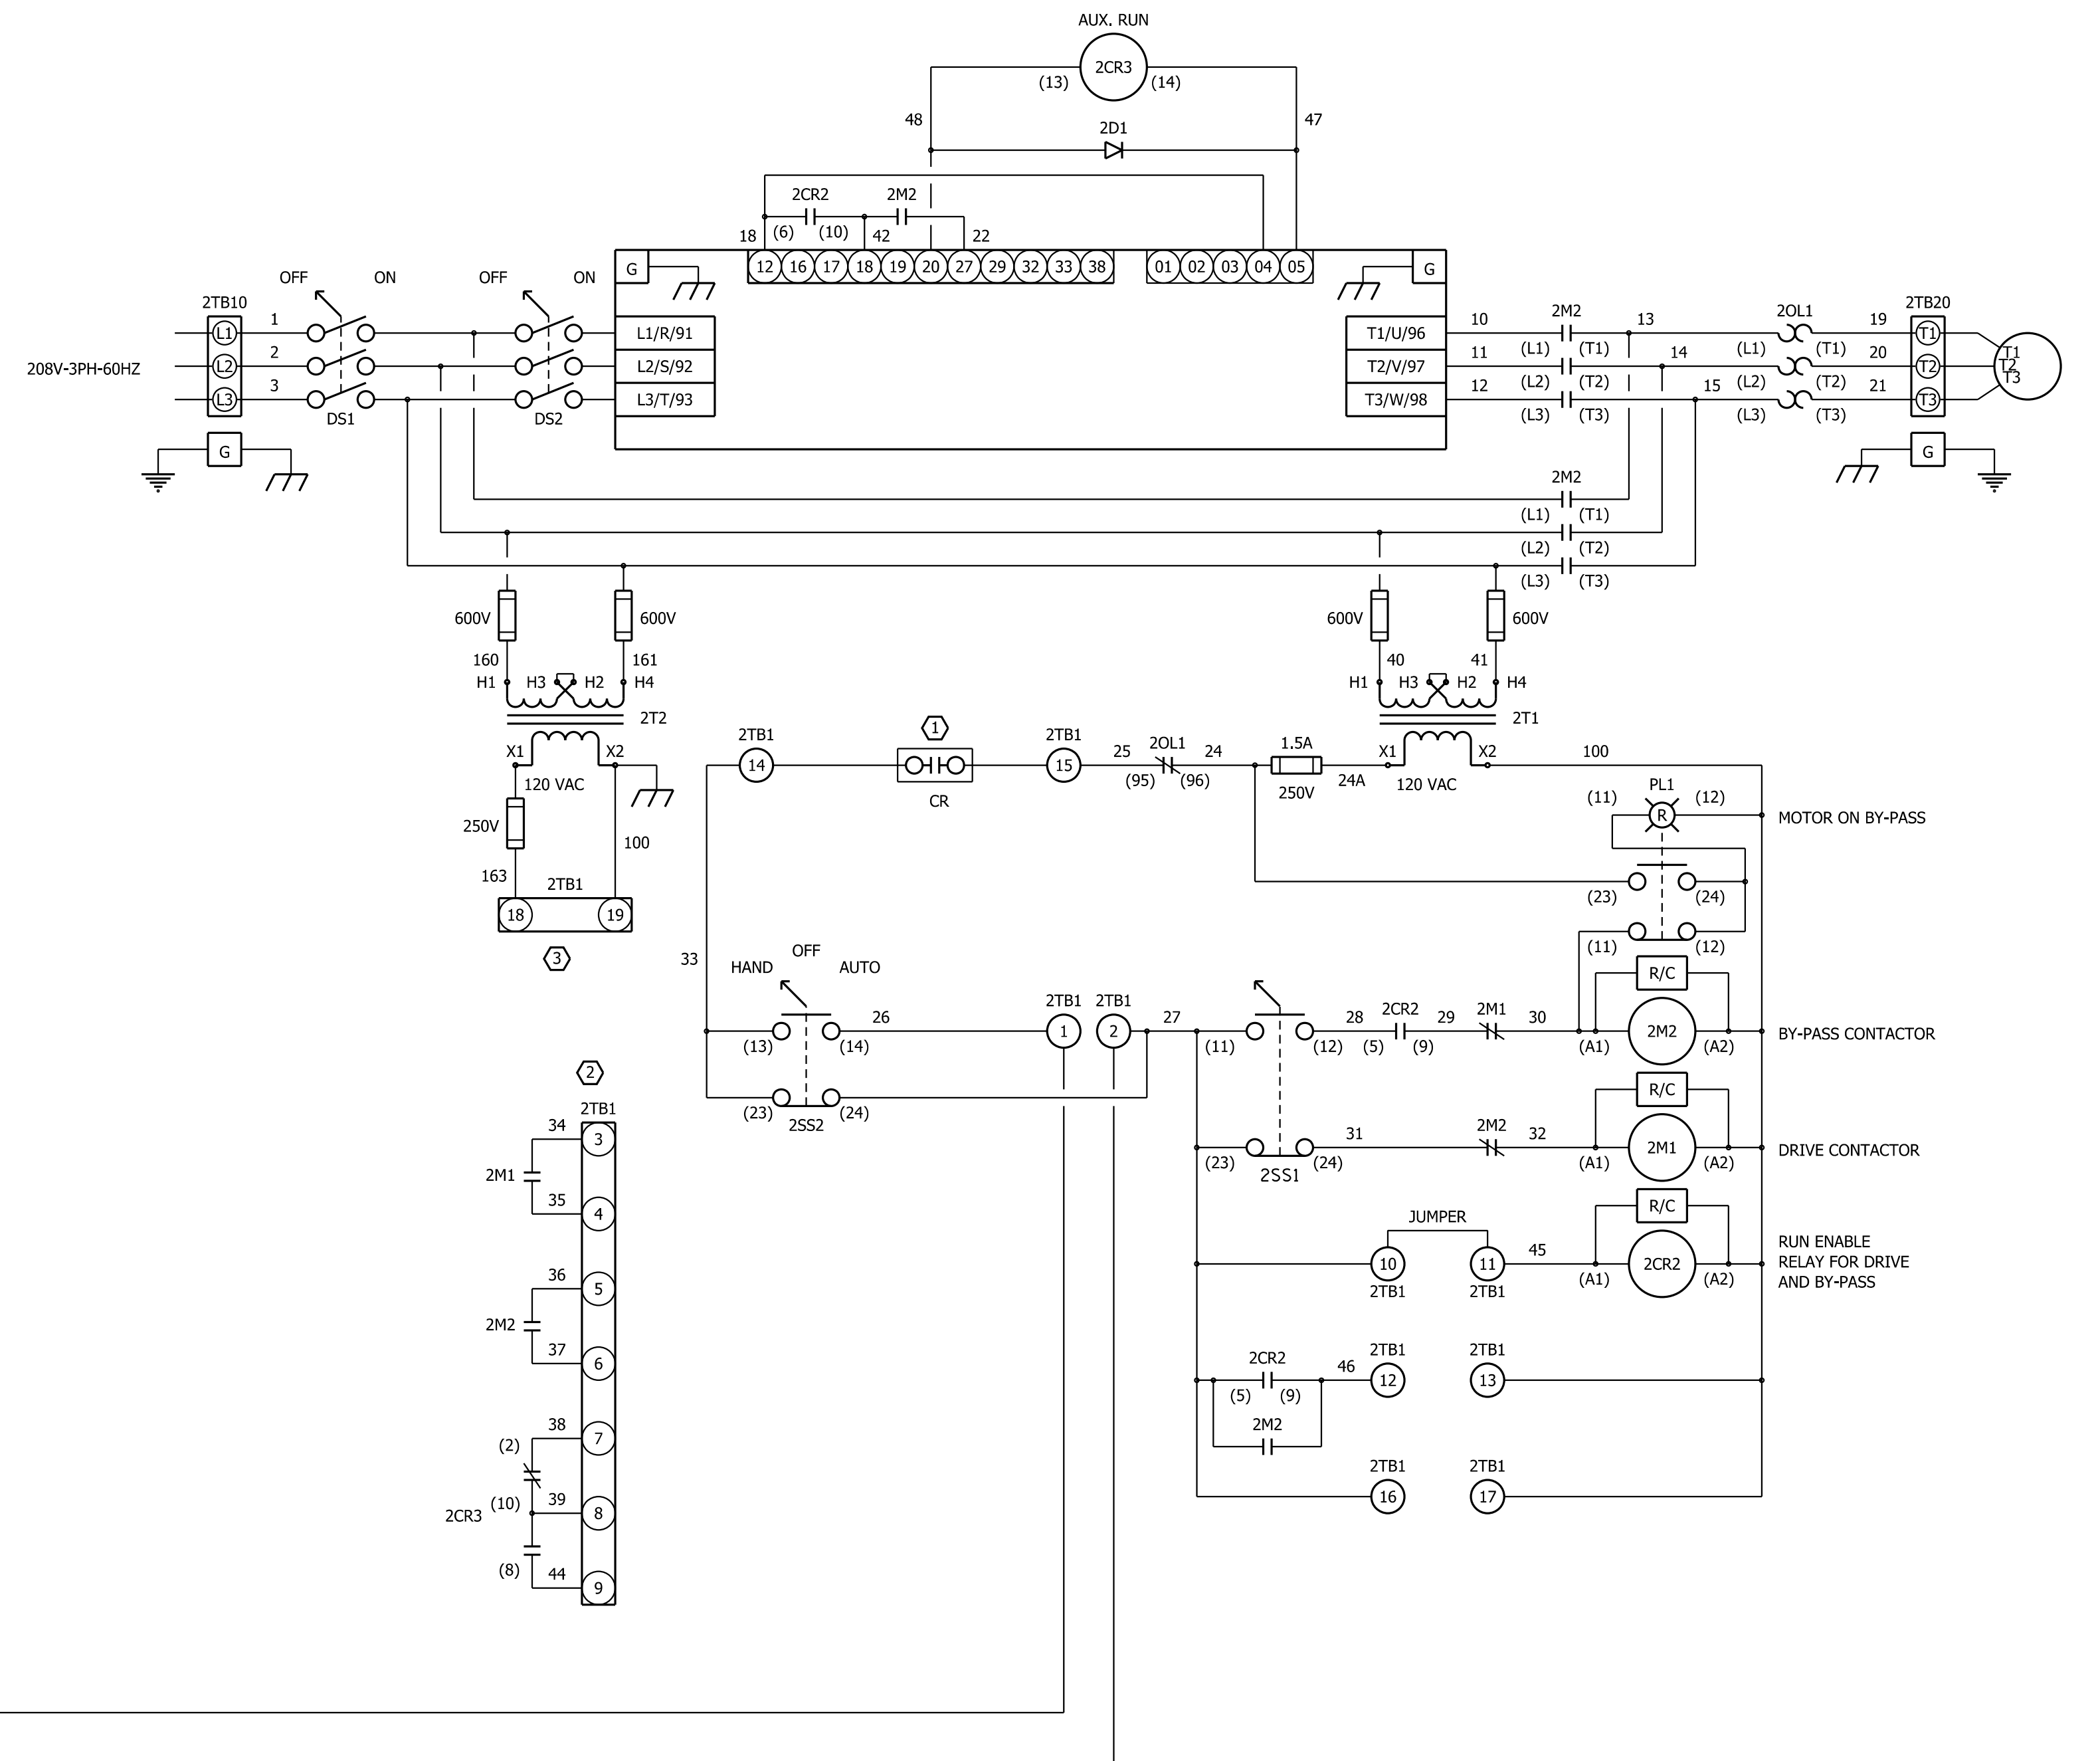 AUX. RUN
2CR3
(13) (14)
48 47
2D1
2CR2 2M2
18 (6) (10) 42 22
G 12 16 17 18 19 20 27 29 32 33 38 01 02 03 04 05 G
OFF ON OFF ON
2TB10 2M2 2OL1 2TB20
L1 1 L1/R/91 T1/U/96 10 13 19 T1 T1
(L1) (T1) (L1) (T1)
208V-3PH-60HZ L2 2 L2/S/92 T2/V/97 11 14 20 T2 T2
(L2) (T2) (L2) (T2)
L3 3 L3/T/93 T3/W/98 12 15 21 T3 T3
DS1 DS2 (L3) (T3) (L3) (T3)
G G
2M2
(L1) (T1)
(L2) (T2)
(L3) (T3)
600V 600V 600V 600V
160 161 40 41
H1 H3 H2 H4 H1 H3 H2 H4
2T2 2T1
2TB1 1 2TB1 25 2OL1 24 1.5A
X1 X2 14 15 X1 X2 100
120 VAC (95) (96) 250V 24A 120 VAC
CR
(11) PL1 (12)
R MOTOR ON BY-PASS
250V 100
163 2TB1
18 19
3
(23) (24)
(11) (12)
33 HAND OFF AUTO
R/C
26 2TB1 2TB1 27 28 2CR2 29 2M1 30
1 2 2M2 BY-PASS CONTACTOR
(13) (14) (11) (12) (5) (9) (A1) (A2)
R/C
(23) (24)
2SS2
31 2M2 32 2M1 DRIVE CONTACTOR
(23) (24) (A1) (A2)
2SS1
R/C
JUMPER
10 11 45 2CR2
2TB1 2TB1 (A1) (A2)
RUN ENABLE
RELAY FOR DRIVE
AND BY-PASS
2CR2 46 2TB1 2TB1
12 13
(5) (9)
2M2
2TB1 2TB1
16 17
2
2TB1
34 3
2M1
35 4
36 5
2M2
37 6
38 7
(2)
(10) 39 8
2CR3
(8) 44 9